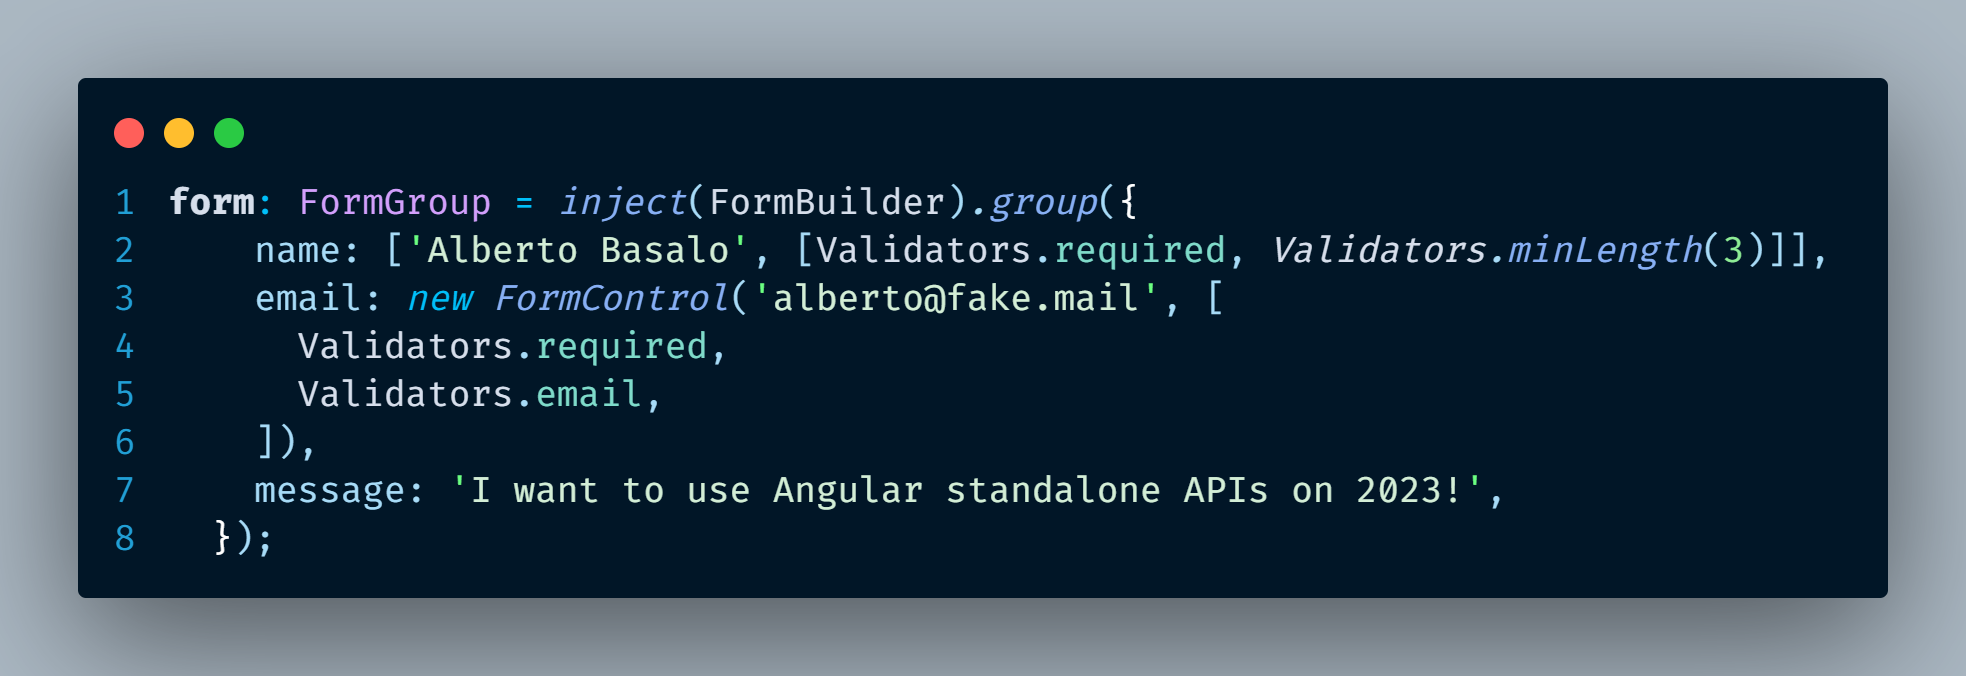 1 form: FormGroup = inject(FormBuilder).group({
2     name: ['Alberto Basalo', [Validators.required, Validators.minLength(3)]],
3     email: new FormControl('alberto@fake.mail', [
4       Validators.required,
5       Validators.email,
6     ]),
7     message: 'I want to use Angular standalone APIs on 2023!',
8   });